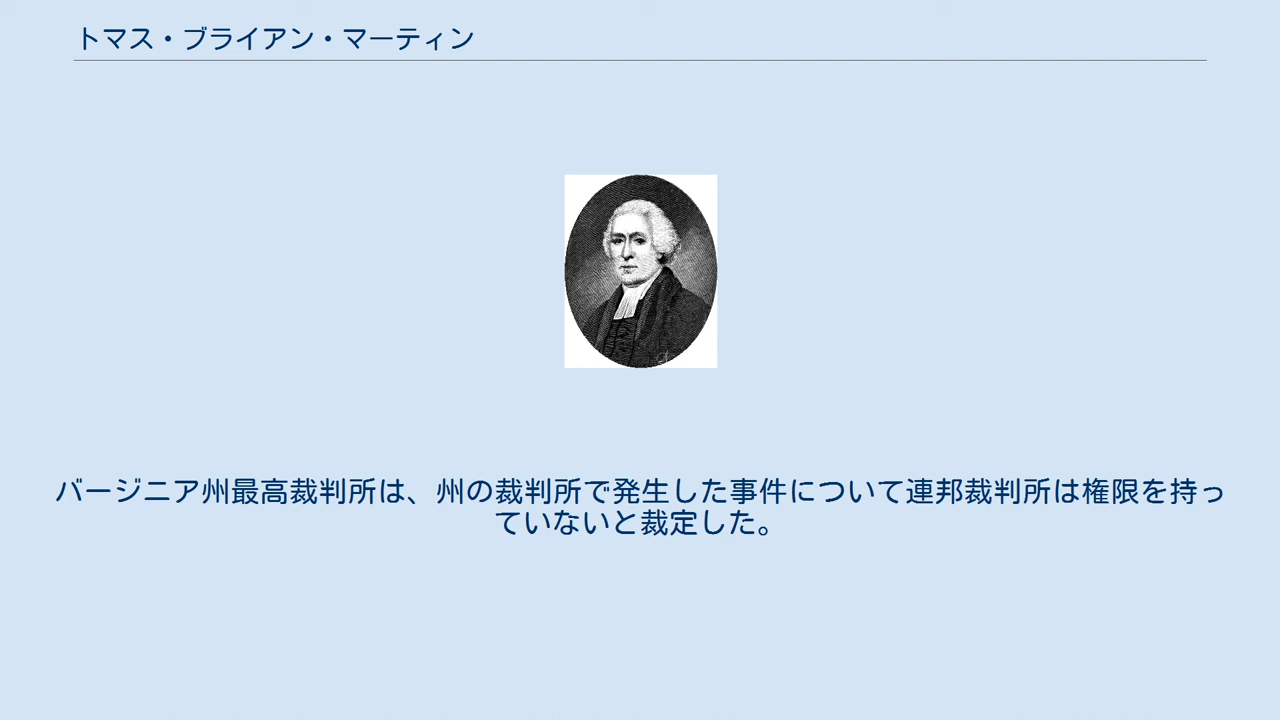 トマス・ブライアン・マーティン
バージニア州最高裁判所は、州の裁判所で発生した事件について連邦裁判所は権限を持っ
ていないと裁定した。